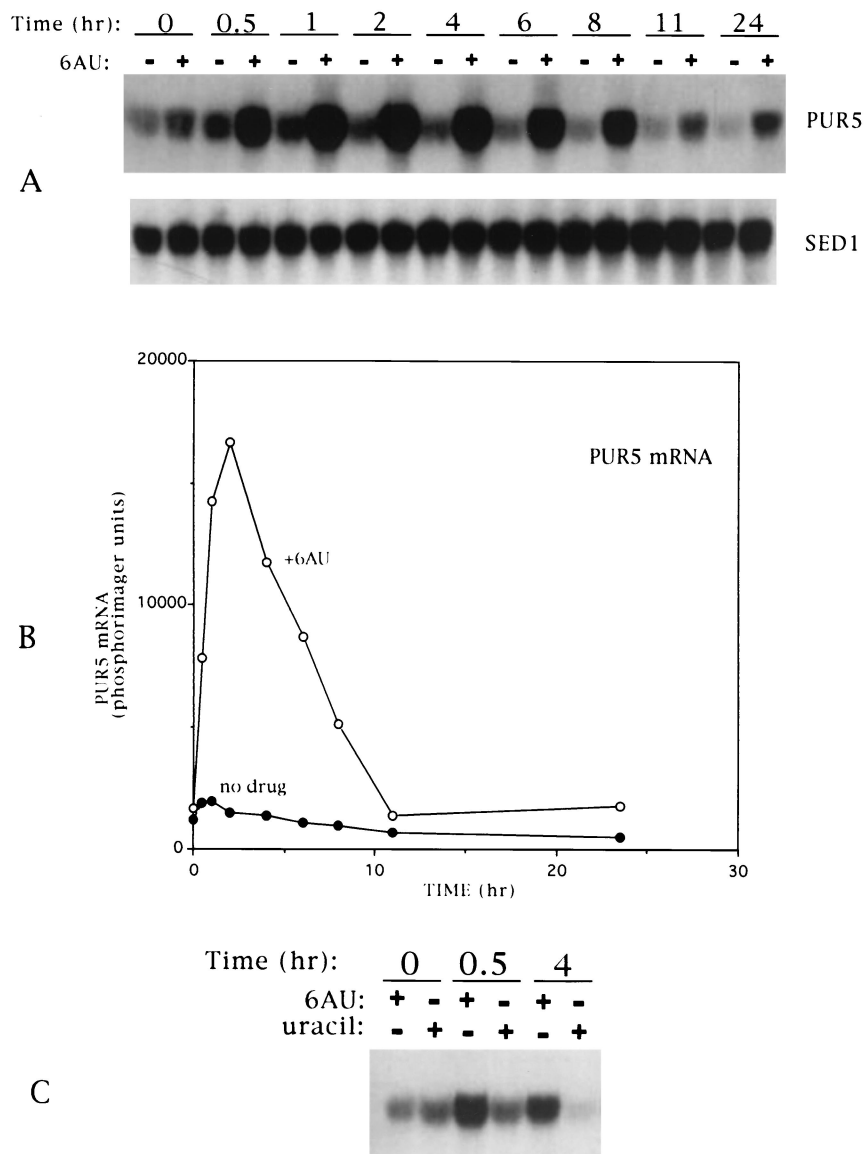 Time (hr): 0 0.5 1 2 4 6 8 11 24
6AU: - + - + - + - + - + - + - + - + - +
PUR5
A
SED1
20000
PUR5 mRNA
+6AU
PUR5 mRNA
(phosphorimager units)
10000
B
no drug
0
0 10 20 30
TIME (hr)
Time (hr): 0 0.5 4
6AU: + - + - + -
uracil: - + - + - +
C